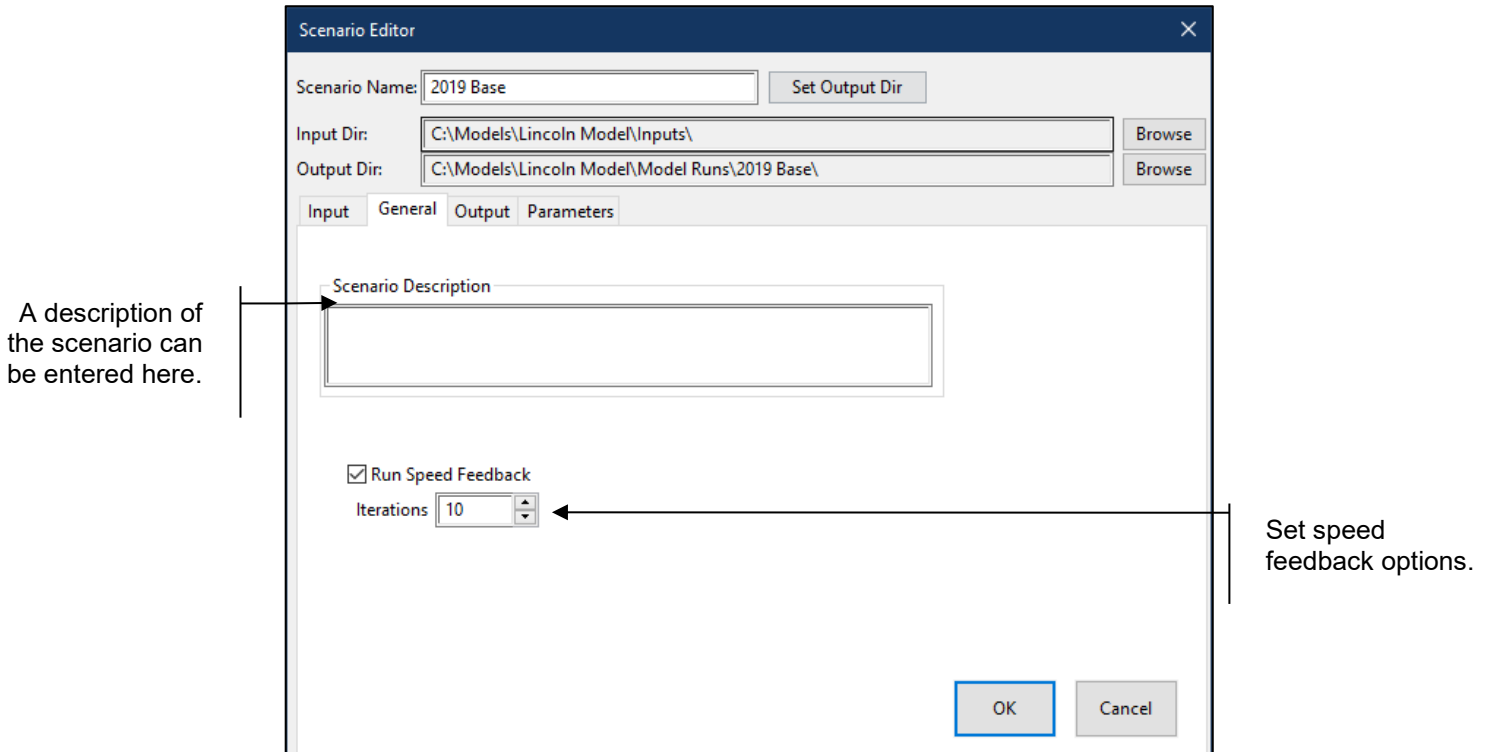 Scenario Editor
Scenario Name: 2019 Base Set Output Dir
Input Dir: C:\Models\Lincoln Model\Inputs\ Browse
Output Dir: C:\Models\Lincoln Model\Model Runs\2019 Base\ Browse
Input General Output Parameters
Scenario Description
A description of
the scenario can
be entered here.
Run Speed Feedback
Iterations 10
Set speed
feedback options.
OK Cancel